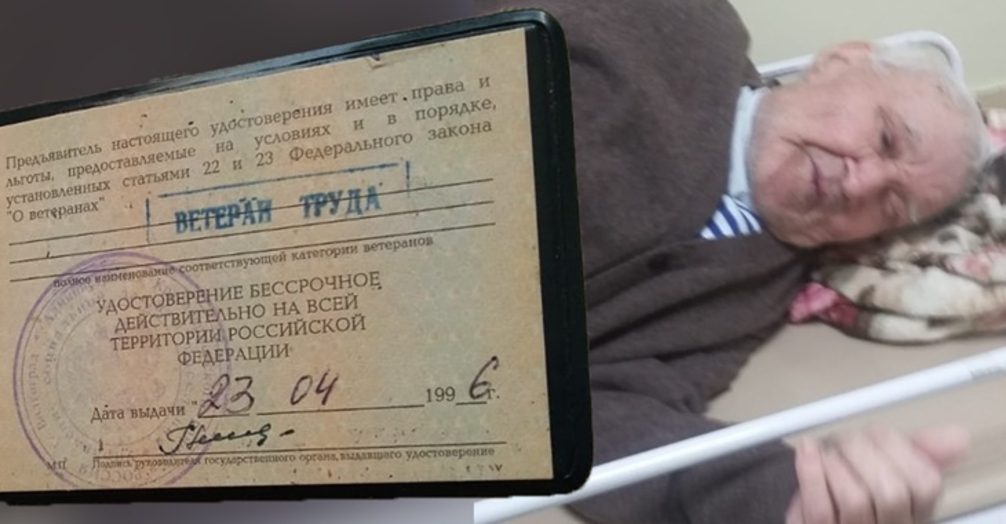 Предъявитель настоящего удостоверения имеет права и
льготы, предоставляемые на условиях и в порядке,
установленных статьями 22 и 23 Федерального закона
"О ветеранах"
ВЕТЕРАН ТРУДА
полное наименование соответствующей категории ветеранов
УДОСТОВЕРЕНИЕ БЕССРОЧНОЕ
ДЕЙСТВИТЕЛЬНО НА ВСЕЙ
ТЕРРИТОРИИ РОССИЙСКОЙ
ФЕДЕРАЦИИ
Дата выдачи "23 04 1996г.
МП Подпись руководителя государственного органа, выдавшего удостоверение